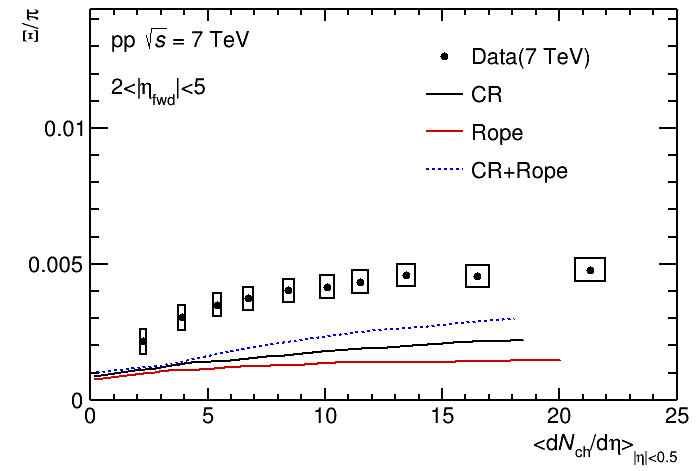 Ξ/π
pp √s = 7 TeV
2<|η_fwd|<5
Data(7 TeV)
CR
Rope
CR+Rope
0.01
0.005
0
0 5 10 15 20 25
<dN_ch/dη>_|η|<0.5